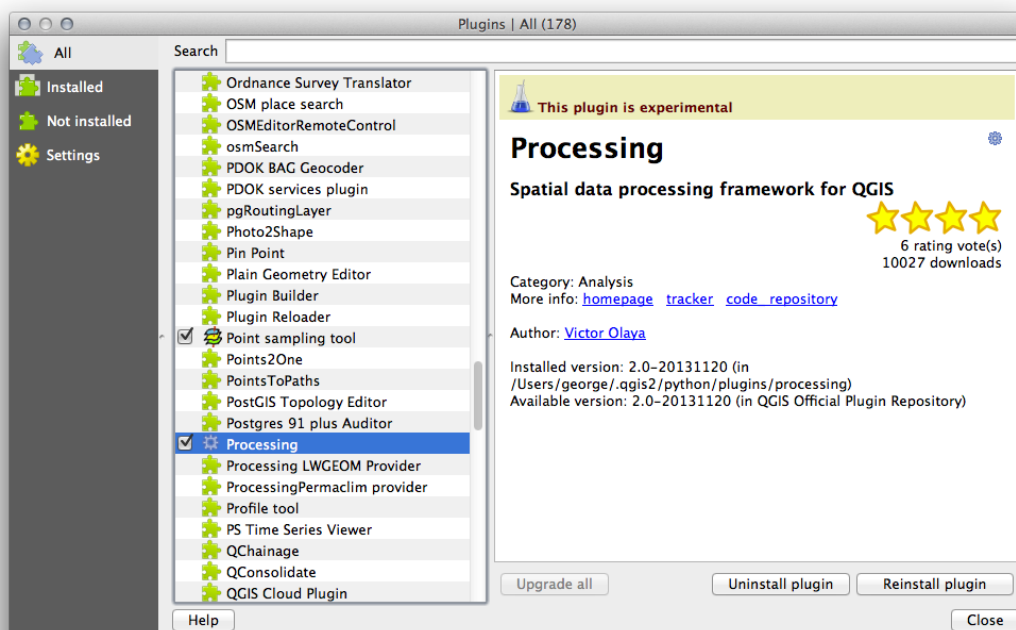 Plugins | All (178)
All
Installed
Not installed
Settings
Search
Ordnance Survey Translator
OSM place search
OSMEditorRemoteControl
osmSearch
PDOK BAG Geocoder
PDOK services plugin
pgRoutingLayer
Photo2Shape
Pin Point
Plain Geometry Editor
Plugin Builder
Plugin Reloader
Point sampling tool
Points2One
PointsToPaths
PostGIS Topology Editor
Postgres 91 plus Auditor
Processing
Processing LWGEOM Provider
ProcessingPermaclim provider
Profile tool
PS Time Series Viewer
QChainage
QConsolidate
QGIS Cloud Plugin
This plugin is experimental
Processing
Spatial data processing framework for QGIS
6 rating vote(s)
10027 downloads
Category: Analysis
More info: homepage tracker code_repository
Author: Victor Olaya
Installed version: 2.0-20131120 (in
/Users/george/.qgis2/python/plugins/processing)
Available version: 2.0-20131120 (in QGIS Official Plugin Repository)
Upgrade all
Uninstall plugin
Reinstall plugin
Help
Close